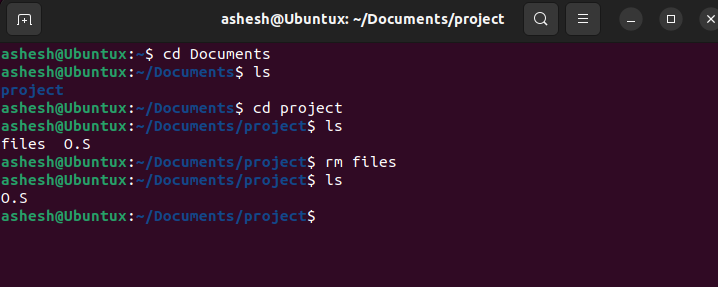 ashesh@Ubuntux: ~/Documents/project
ashesh@Ubuntux:~$ cd Documents
ashesh@Ubuntux:~/Documents$ ls
project
ashesh@Ubuntux:~/Documents$ cd project
ashesh@Ubuntux:~/Documents/project$ ls
files  O.S
ashesh@Ubuntux:~/Documents/project$ rm files
ashesh@Ubuntux:~/Documents/project$ ls
O.S
ashesh@Ubuntux:~/Documents/project$